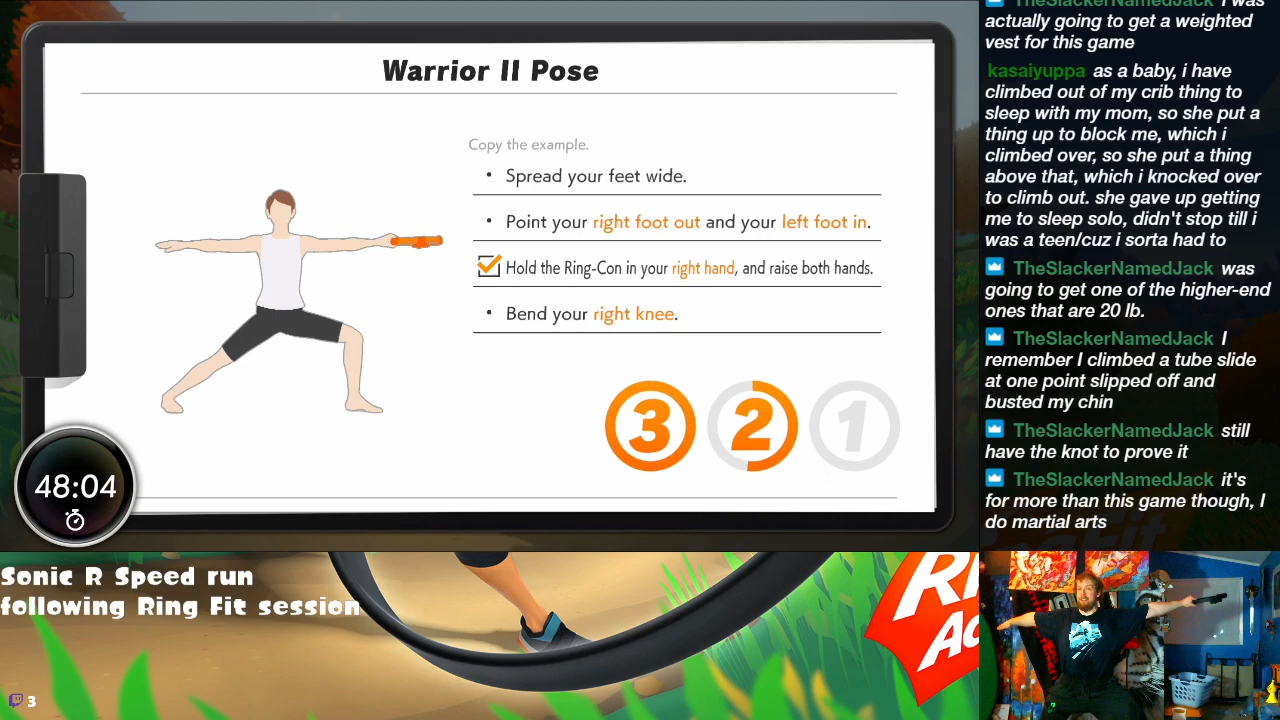 Warrior II Pose
Copy the example.
• Spread your feet wide.
• Point your right foot out and your left foot in.
Hold the Ring-Con in your right hand, and raise both hands.
• Bend your right knee.
3 2 1
48:04
Sonic R Speed run
following Ring Fit session
3
TheSlackerNamedJack I was
actually going to get a weighted
vest for this game
kasaiyuppa as a baby, i have
climbed out of my crib thing to
sleep with my mom, so she put a
thing up to block me, which i
climbed over, so she put a thing
above that, which i knocked over
to climb out. she gave up getting
me to sleep solo, didn't stop till i
was a teen/cuz i sorta had to
TheSlackerNamedJack was
going to get one of the higher-end
ones that are 20 lb.
TheSlackerNamedJack I
remember I climbed a tube slide
at one point slipped off and
busted my chin
TheSlackerNamedJack still
have the knot to prove it
TheSlackerNamedJack it's
for more than this game though, I
do martial arts